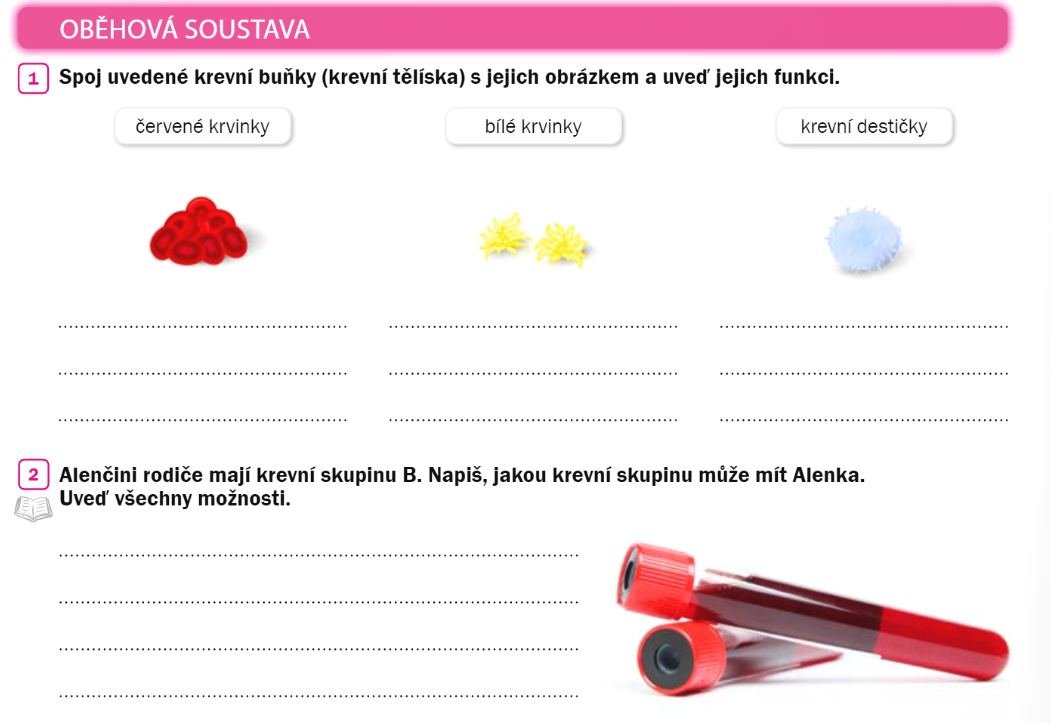 OBĚHOVÁ SOUSTAVA
1 Spoj uvedené krevní buňky (krevní tělíska) s jejich obrázkem a uveď jejich funkci.
červené krvinky bílé krvinky krevní destičky
2 Alenčini rodiče mají krevní skupinu B. Napiš, jakou krevní skupinu může mít Alenka.
Uveď všechny možnosti.